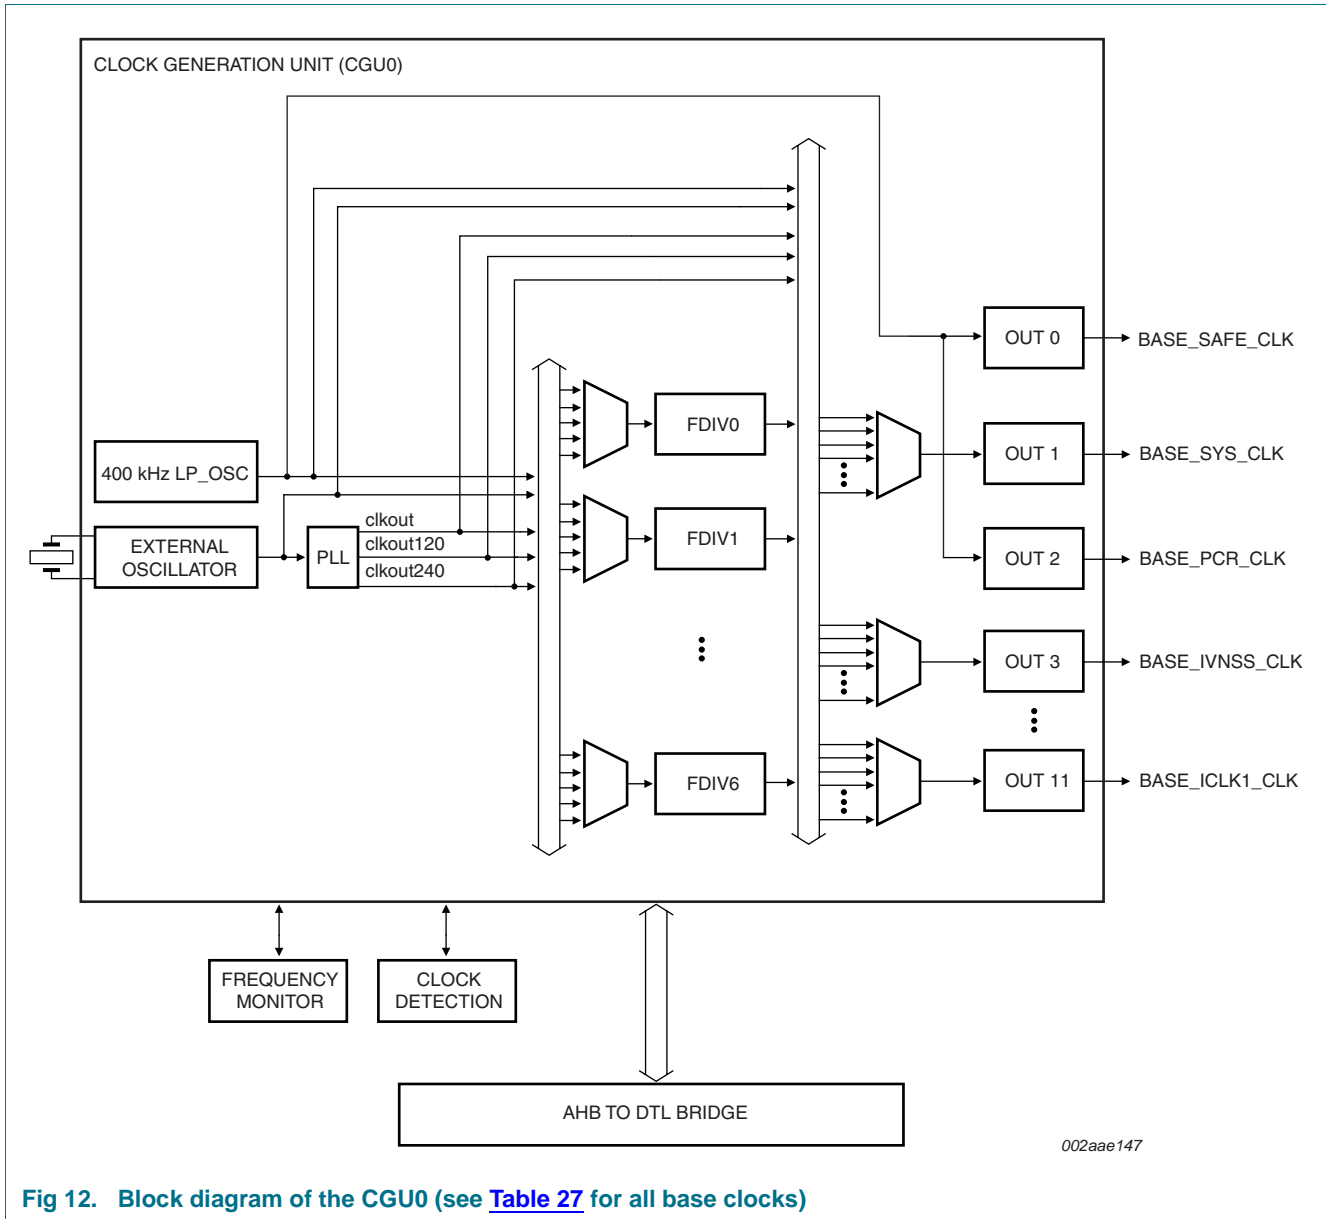 CLOCK GENERATION UNIT (CGU0)
400 kHz LP_OSC
EXTERNAL
OSCILLATOR
PLL
clkout
clkout120
clkout240
FDIV0
FDIV1
FDIV6
OUT 0
BASE_SAFE_CLK
OUT 1
BASE_SYS_CLK
OUT 2
BASE_PCR_CLK
OUT 3
BASE_IVNSS_CLK
OUT 11
BASE_ICLK1_CLK
FREQUENCY
MONITOR
CLOCK
DETECTION
AHB TO DTL BRIDGE
002aae147
Fig 12. Block diagram of the CGU0 (see Table 27 for all base clocks)